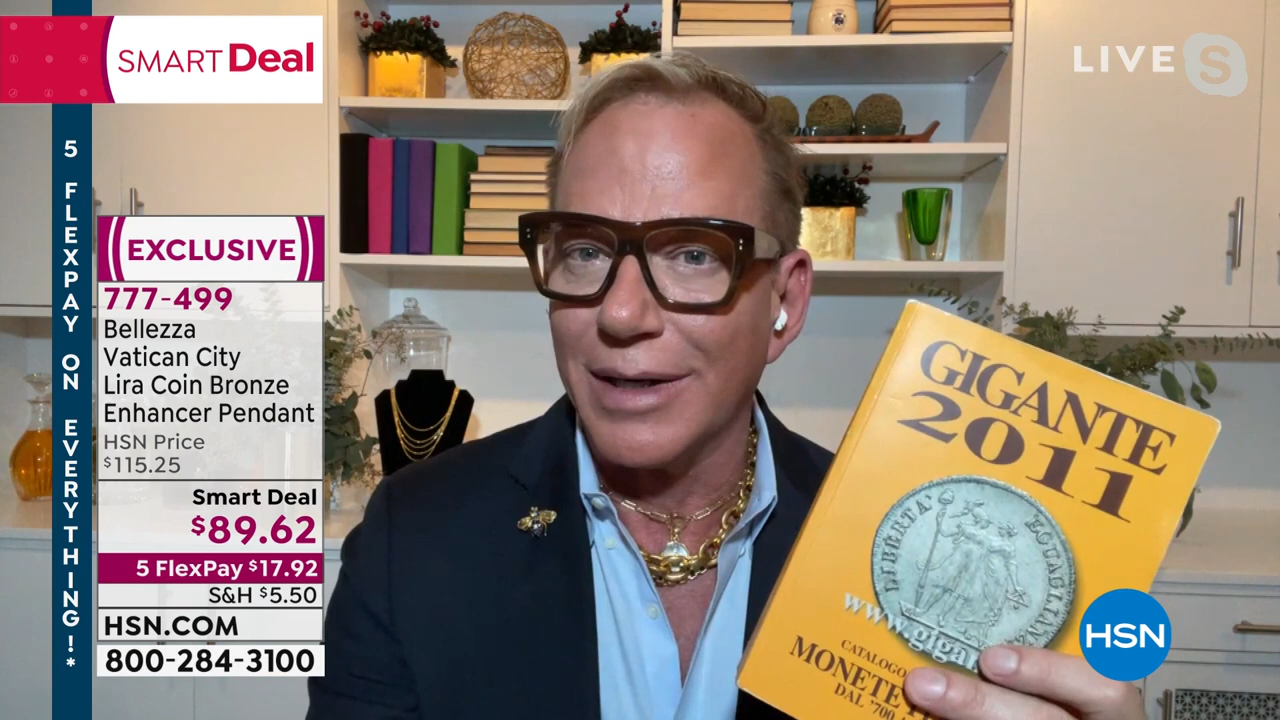 SMART Deal
LIVE S
5 FLEXPAY ON EVERYTHING!*
EXCLUSIVE
777-499
Bellezza
Vatican City
Lira Coin Bronze
Enhancer Pendant
HSN Price
$115.25
Smart Deal
$89.62
5 FlexPay $17.92
S&H $5.50
HSN.COM
800-284-3100
GIGANTE
2011
LIBERTA' EGUAGLIAN
www.giga
CATALOGO
MONETE
DAL '700
HSN